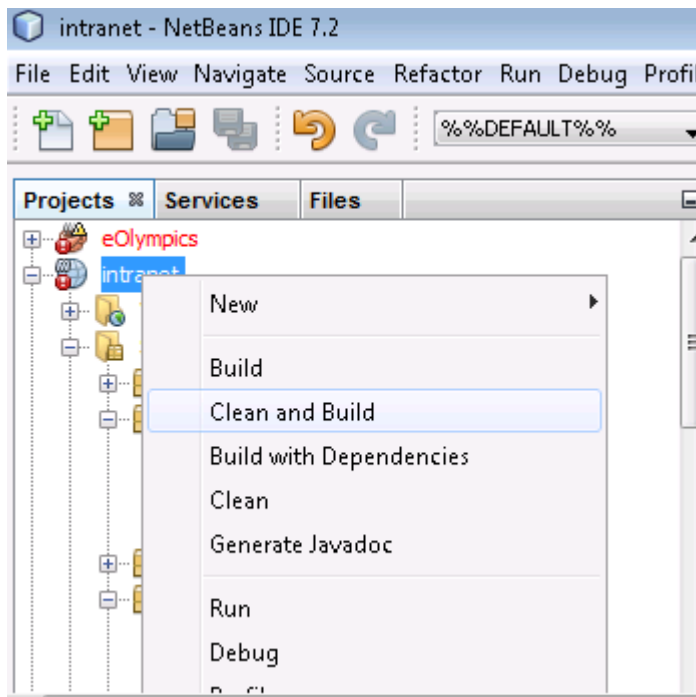 intranet - NetBeans IDE 7.2
File Edit View Navigate Source Refactor Run Debug
%%DEFAULT%%
Projects Services Files
eOlympics
intranet
New
Build
Clean and Build
Build with Dependencies
Clean
Generate Javadoc
Run
Debug